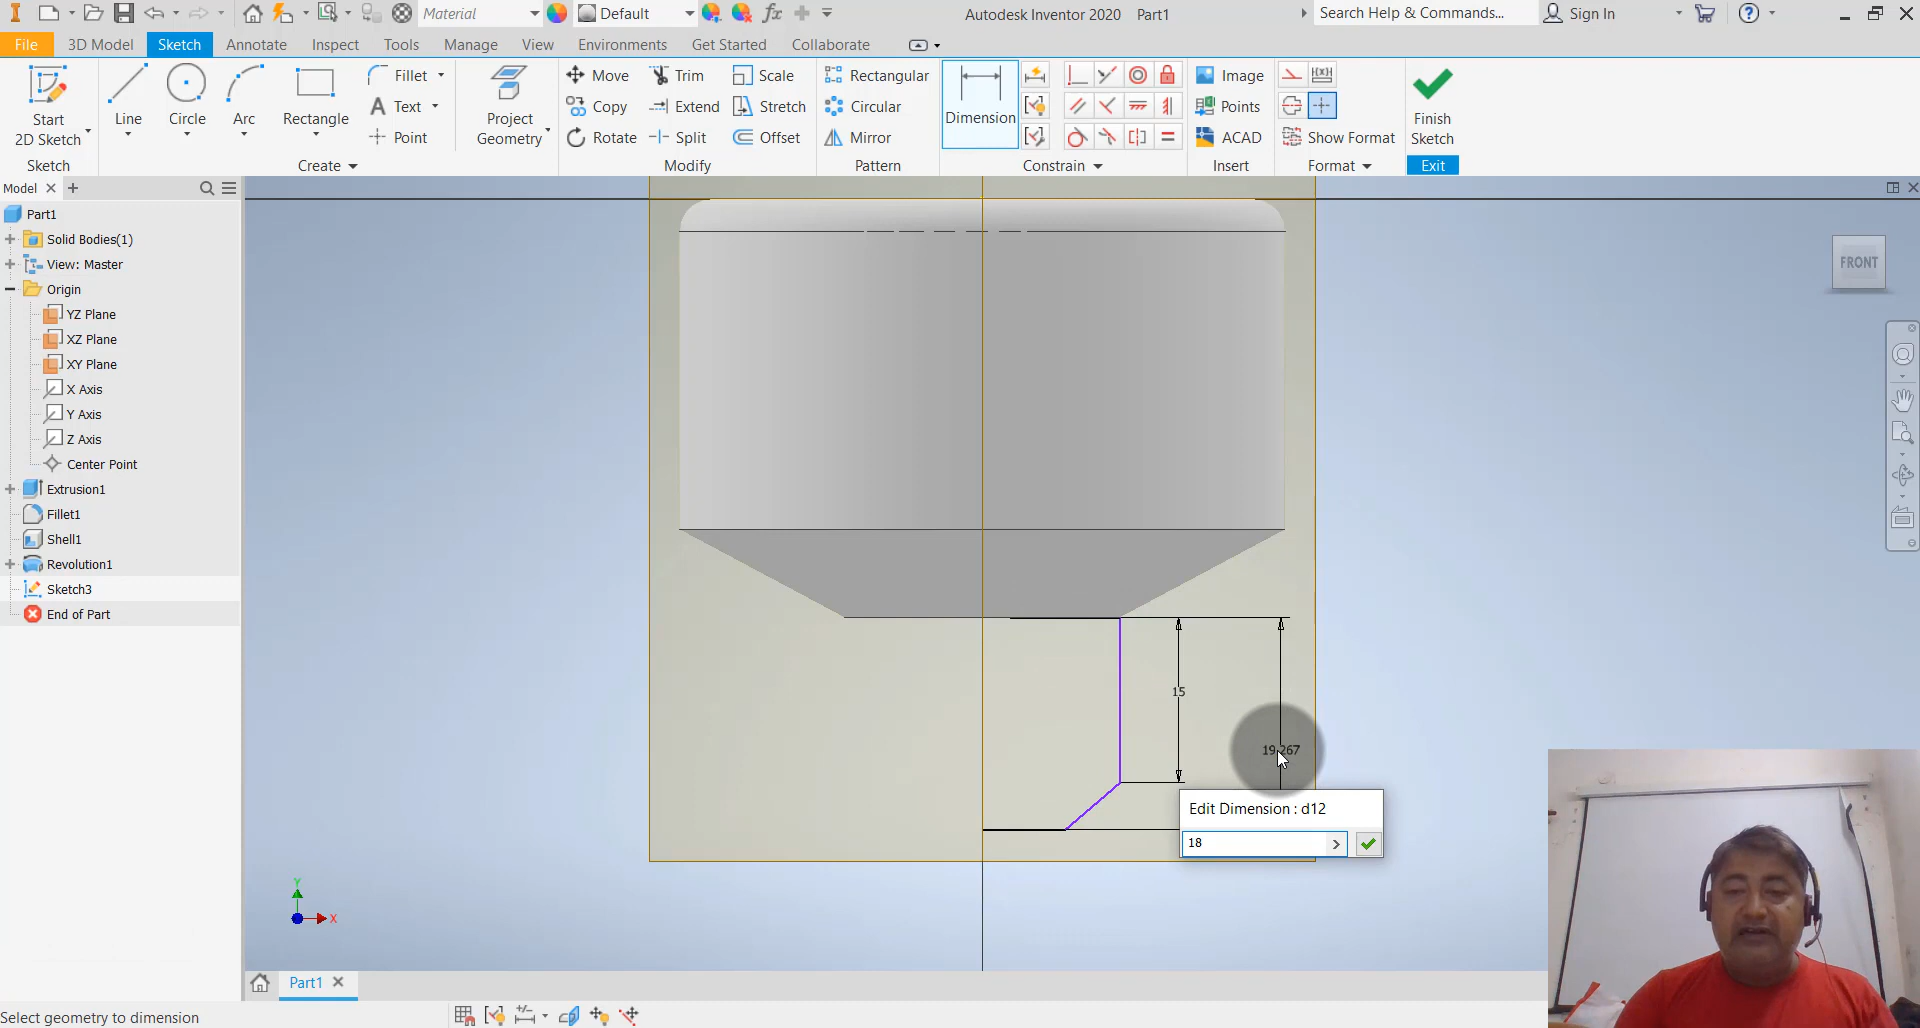 Material
Default
Autodesk Inventor 2020 Part1
Search Help & Commands...
Sign In
File
3D Model
Sketch
Annotate
Inspect
Tools
Manage
View
Environments
Get Started
Collaborate
Start
2D Sketch
Line
Circle
Arc
Rectangle
Fillet
Text
Point
Project
Geometry
Move
Copy
Rotate
Trim
Extend
Split
Scale
Stretch
Offset
Rectangular
Circular
Mirror
Dimension
Image
Points
ACAD
Show Format
Finish
Sketch
Sketch
Create
Modify
Pattern
Constrain
Insert
Format
Exit
Model
Part1
Solid Bodies(1)
View: Master
Origin
YZ Plane
XZ Plane
XY Plane
X Axis
Y Axis
Z Axis
Center Point
Extrusion1
Fillet1
Shell1
Revolution1
Sketch3
End of Part
FRONT
15
19.267
Edit Dimension : d12
18
Y
X
Part1
Select geometry to dimension